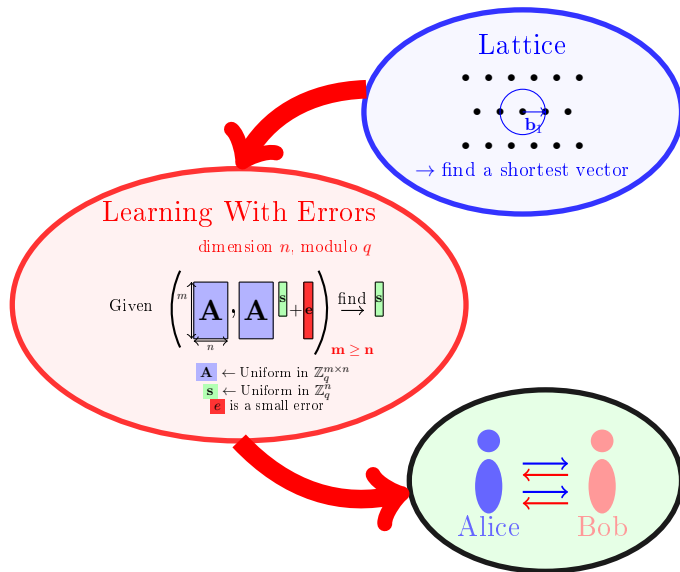 Lattice
b₁
→ find a shortest vector
Learning With Errors
dimension n, modulo q
Given ( m A n , A s + e ) find → s
m ≥ n
A ← Uniform in ℤ_q^{m×n}
s ← Uniform in ℤ_q^n
e is a small error
Alice Bob